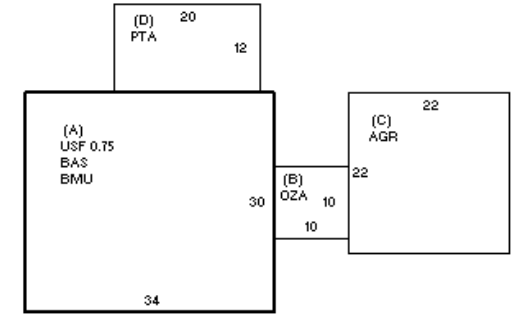 (D) 20
PTA
12
(A)
USF 0.75
BAS
BMU
30
34
(B)
OZA 10
10
22
(C)
AGR
22